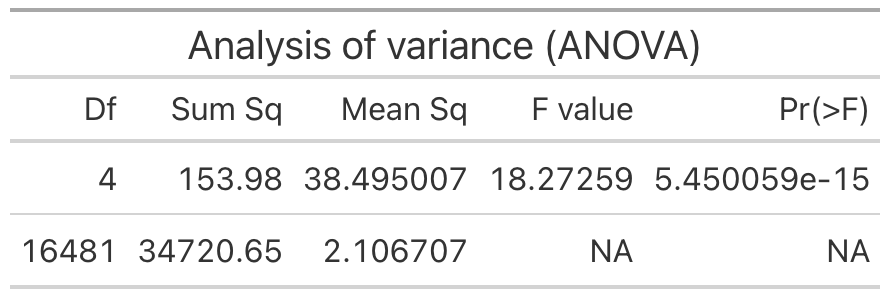 Analysis of variance (ANOVA)
Df Sum Sq Mean Sq F value Pr(>F)
4 153.98 38.495007 18.27259 5.450059e-15
16481 34720.65 2.106707 NA NA